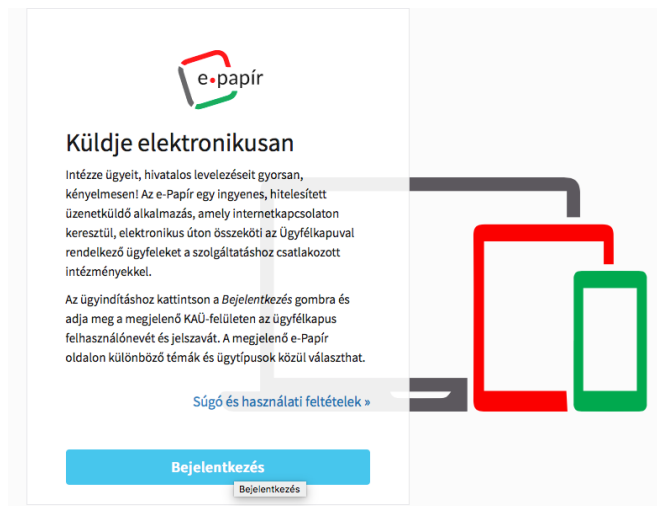 e•papír
Küldje elektronikusan
Intézze ügyeit, hivatalos levelezéseit gyorsan,
kényelmesen! Az e-Papír egy ingyenes, hitelesített
üzenetküldő alkalmazás, amely internetkapcsolaton
keresztül, elektronikus úton összeköti az Ügyfélkapuval
rendelkező ügyfeleket a szolgáltatáshoz csatlakozott
intézményekkel.
Az ügyindításhoz kattintson a Bejelentkezés gombra és
adja meg a megjelenő KAÜ-felületen az ügyfélkapus
felhasználónevét és jelszavát. A megjelenő e-Papír
oldalon különböző témák és ügytípusok közül választhat.
Súgó és használati feltételek »
Bejelentkezés
Bejelentkezés